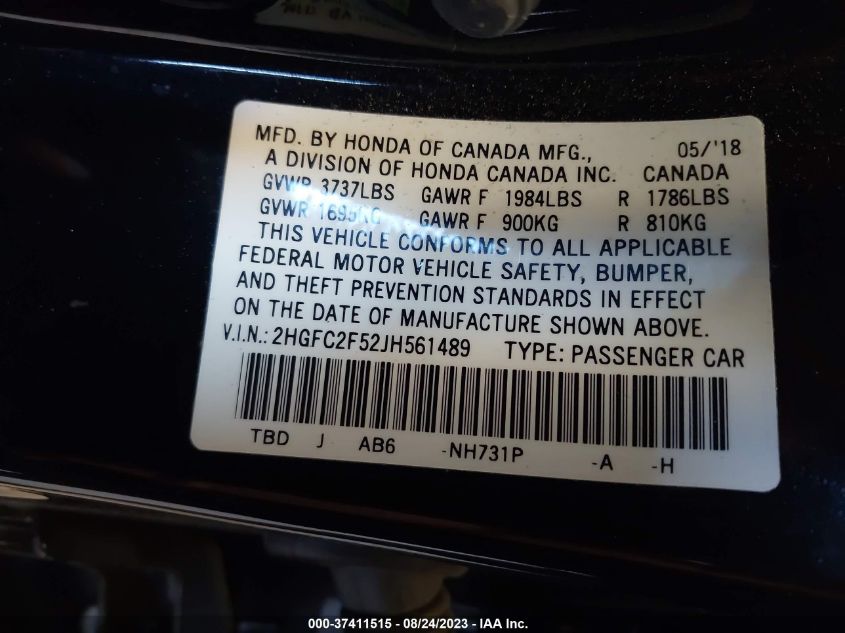 MFD. BY HONDA OF CANADA MFG., 05/'18
A DIVISION OF HONDA CANADA INC. CANADA
GVWR 3737LBS GAWR F 1984LBS R 1786LBS
GVWR 1695KG GAWR F 900KG R 810KG
THIS VEHICLE CONFORMS TO ALL APPLICABLE
FEDERAL MOTOR VEHICLE SAFETY, BUMPER,
AND THEFT PREVENTION STANDARDS IN EFFECT
ON THE DATE OF MANUFACTURE SHOWN ABOVE.
V.I.N.: 2HGFC2F52JH561489 TYPE: PASSENGER CAR
TBD J AB6 -NH731P -A -H
000-37411515 - 08/24/2023 - IAA Inc.